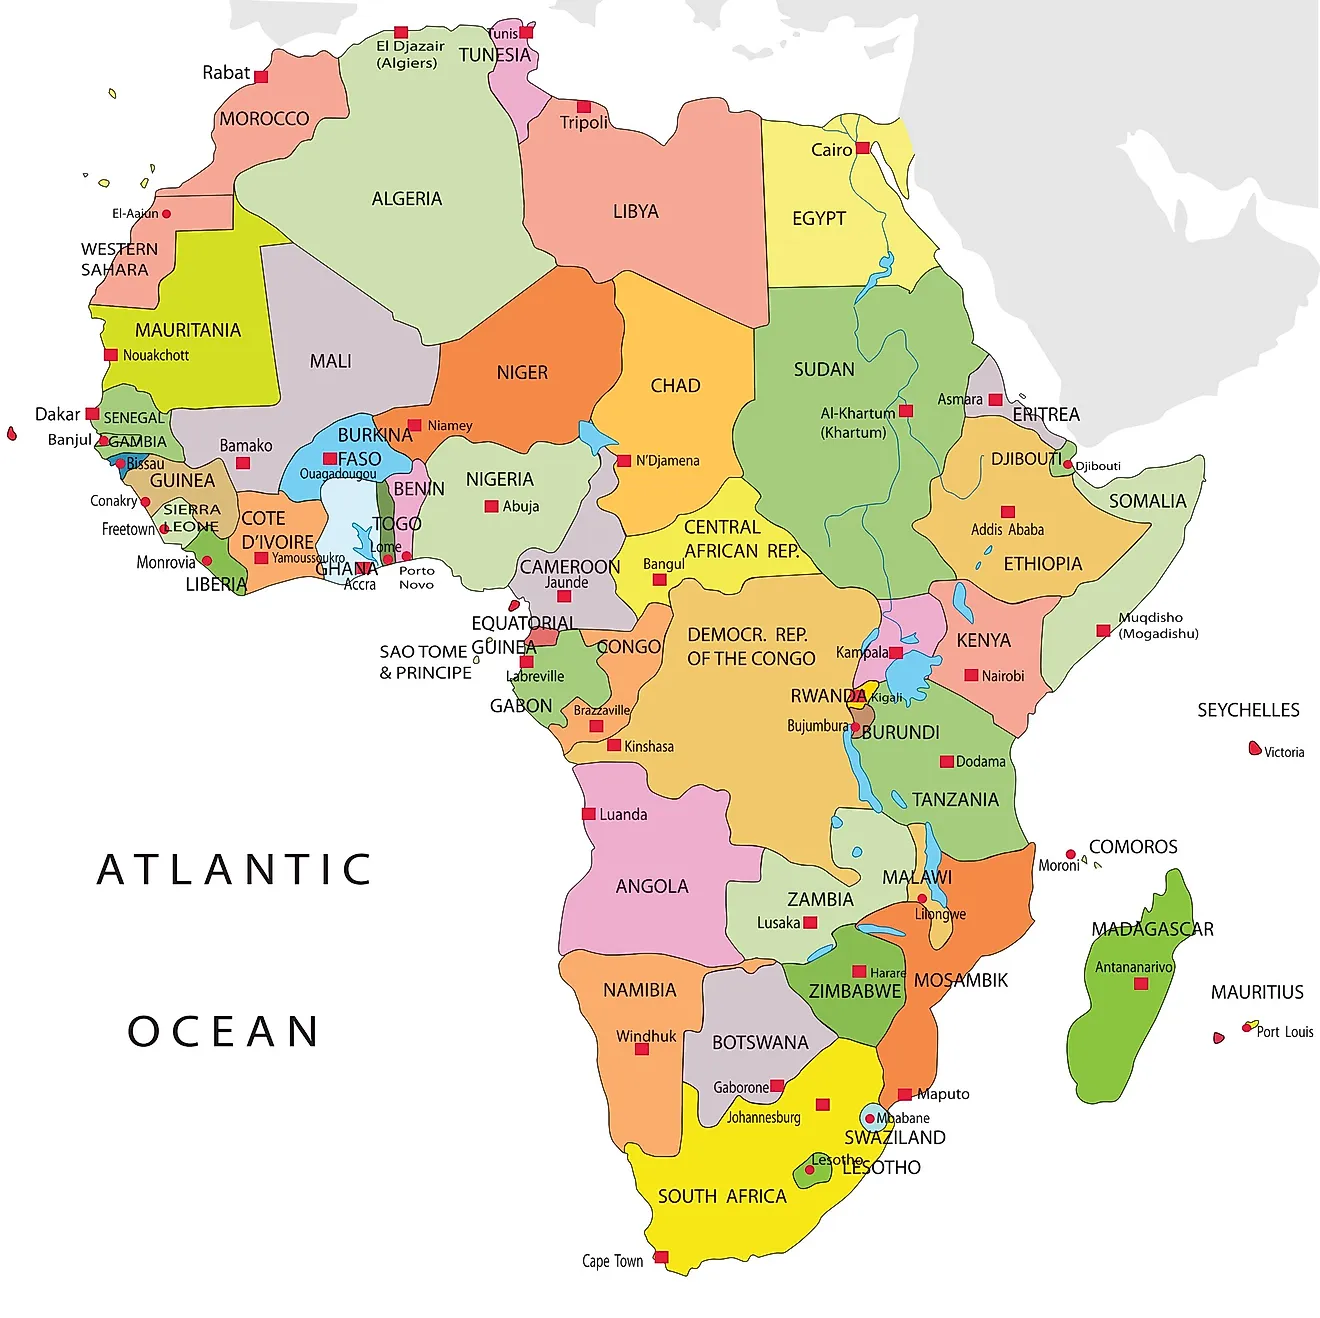 Tunis
El Djazair
(Algiers)
TUNESIA
Rabat
MOROCCO
Tripoli
Cairo
ALGERIA
LIBYA
EGYPT
El-Aaiun
WESTERN
SAHARA
MAURITANIA
Nouakchott
MALI
NIGER
CHAD
SUDAN
Asmara
ERITREA
Al-Khartum
(Khartum)
Dakar
SENEGAL
Banjul
GAMBIA
Bissau
GUINEA
Bamako
BURKINA
FASO
Ouagadougou
Niamey
N'Djamena
DJIBOUTI
Djibouti
SOMALIA
BENIN
NIGERIA
Abuja
Conakry
SIERRA
LEONE
Freetown
COTE
D'IVOIRE
Yamoussoukro
TOGO
Lome
GHANA
Accra
Porto
Novo
Monrovia
LIBERIA
CENTRAL
AFRICAN REP.
Bangul
Addis Ababa
ETHIOPIA
CAMEROON
Jaunde
EQUATORIAL
GUINEA
SAO TOME
& PRINCIPE
Labreville
GABON
CONGO
DEMOCR. REP.
OF THE CONGO
Kampala
KENYA
Nairobi
Muqdisho
(Mogadishu)
RWANDA
Kigali
Bujumbura
BURUNDI
Brazzaville
Kinshasa
SEYCHELLES
Victoria
Dodama
TANZANIA
Luanda
ANGOLA
ATLANTIC
OCEAN
ZAMBIA
Lusaka
MALAWI
Lilongwe
COMOROS
Moroni
MADAGASCAR
Antananarivo
MAURITIUS
Port Louis
NAMIBIA
Windhuk
BOTSWANA
Gaborone
Harare
ZIMBABWE
MOSAMBIK
Maputo
Johannesburg
Mbabane
SWAZILAND
Lesotho
LESOTHO
SOUTH AFRICA
Cape Town